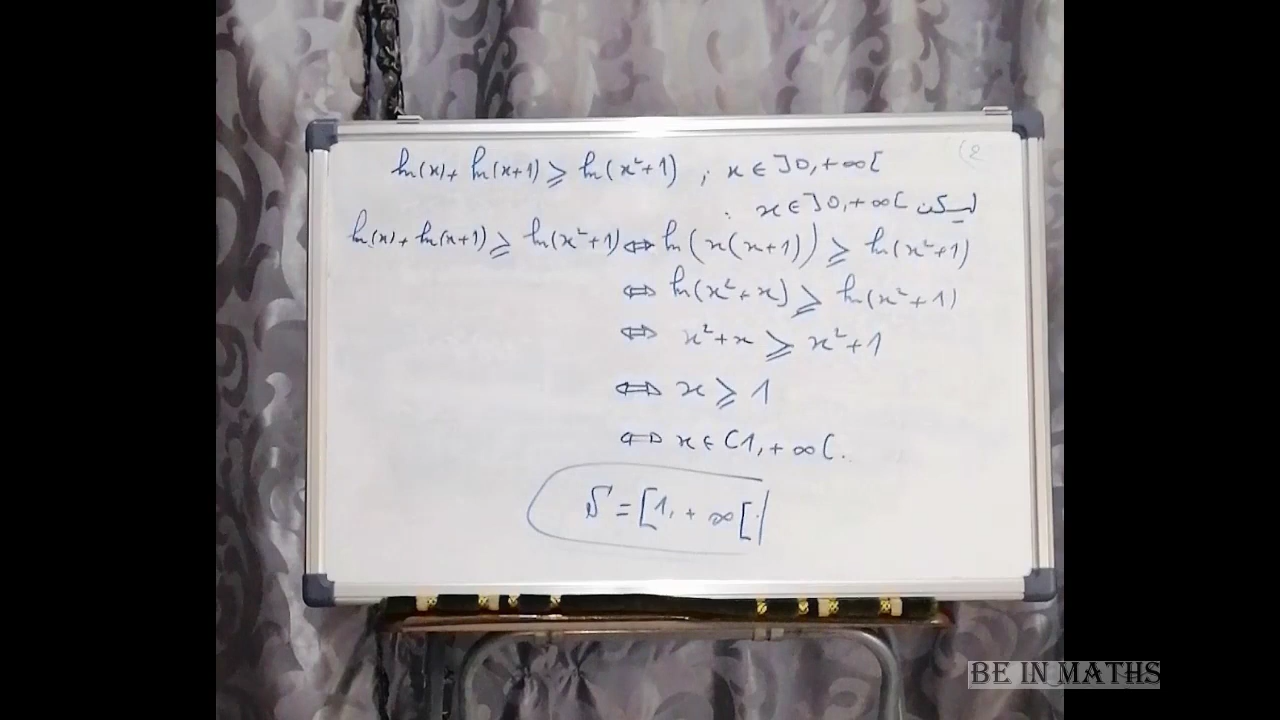 (2
ln(x) + ln(x+1) ⩾ ln(x²+1) ; x ∈ ]0, +∞[
ليكن x ∈ ]0, +∞[ :
ln(x) + ln(x+1) ⩾ ln(x²+1) ⇔ ln(x(x+1)) ⩾ ln(x²+1)
⇔ ln(x²+x) ⩾ ln(x²+1)
⇔ x²+x ⩾ x²+1
⇔ x ⩾ 1
⇔ x ∈ [1, +∞[.
S = [1, +∞[.
BE IN MATHS